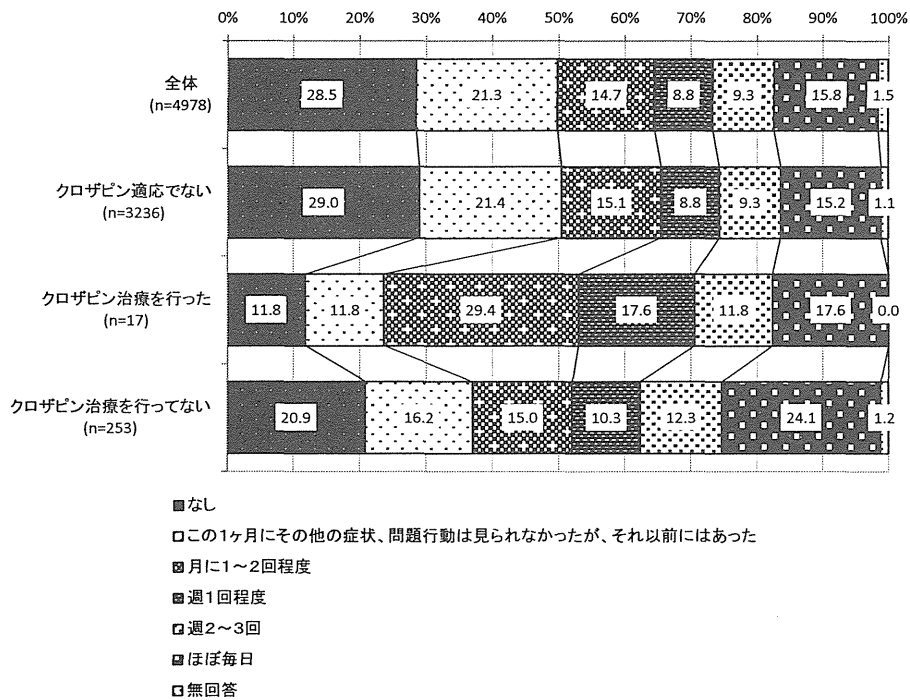 0% 10% 20% 30% 40% 50% 60% 70% 80% 90% 100%
全体
(n=4978)
28.5 21.3 14.7 8.8 9.3 15.8 1.5
クロザピン適応でない
(n=3236)
29.0 21.4 15.1 8.8 9.3 15.2 1.1
クロザピン治療を行った
(n=17)
11.8 11.8 29.4 17.6 11.8 17.6 0.0
クロザピン治療を行ってない
(n=253)
20.9 16.2 15.0 10.3 12.3 24.1 1.2
なし
この1ヶ月にその他の症状、問題行動は見られなかったが、それ以前にはあった
月に1~2回程度
週1回程度
週2~3回
ほぼ毎日
無回答